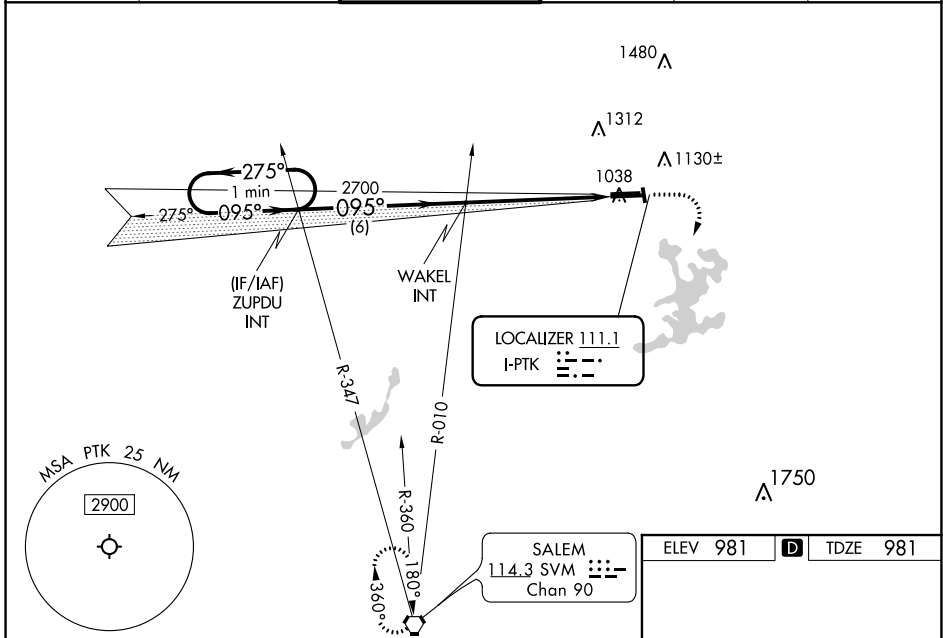 1480
1312
1130±
1038
275°
1 min
2700
275°
095°
095°
(6)
(IF/IAF)
ZUPDU
INT
WAKEL
INT
LOCALIZER 111.1
I-PTK
R-347
R-010
R-360
MSA PTK 25 NM
2900
1750
180°
360°
SALEM
114.3 SVM
Chan 90
ELEV 981 D TDZE 981